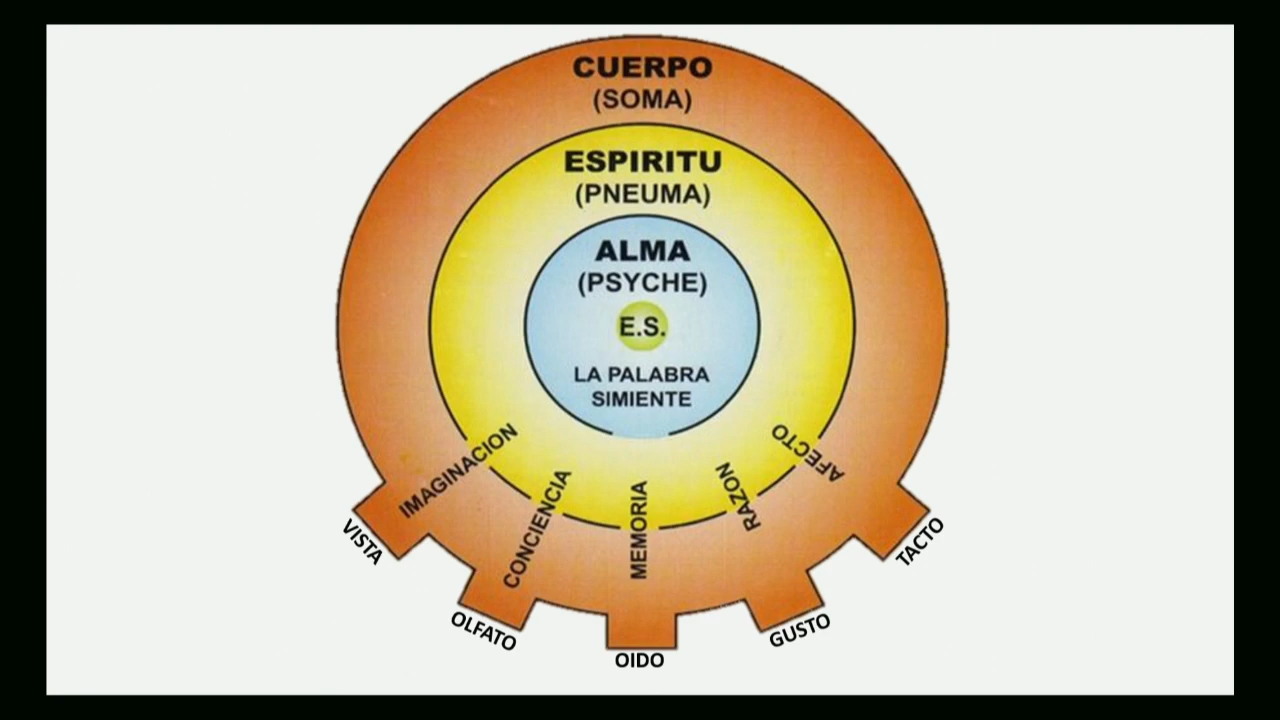 CUERPO
(SOMA)
ESPIRITU
(PNEUMA)
ALMA
(PSYCHE)
E.S.
LA PALABRA
SIMIENTE
IMAGINACION
CONCIENCIA
MEMORIA
RAZON
AFECTO
VISTA
OLFATO
OIDO
GUSTO
TACTO